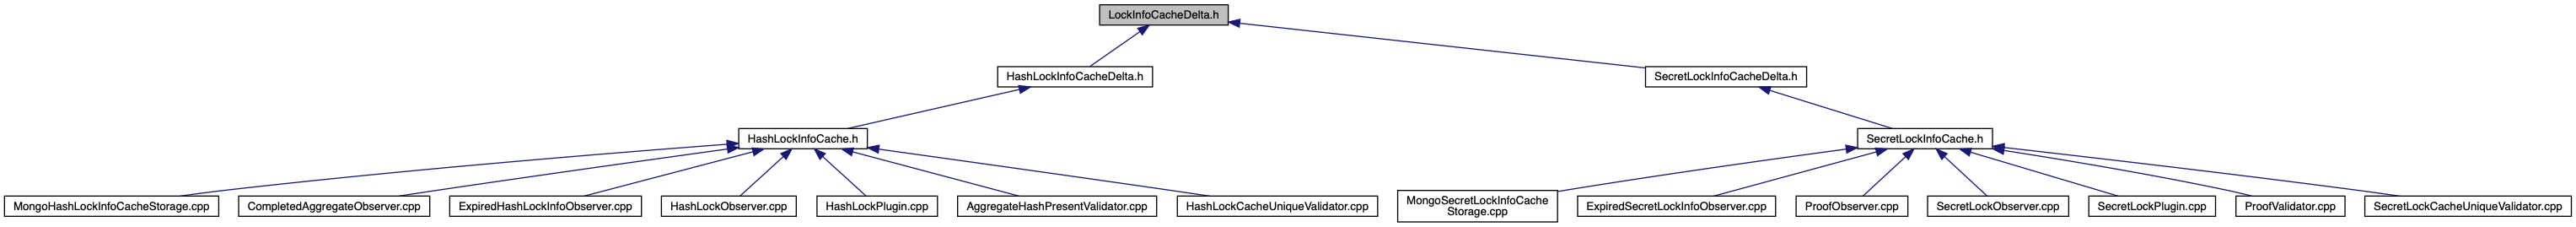 LockInfoCacheDelta.h
HashLockInfoCacheDelta.h
SecretLockInfoCacheDelta.h
HashLockInfoCache.h
SecretLockInfoCache.h
MongoHashLockInfoCacheStorage.cpp
CompletedAggregateObserver.cpp
ExpiredHashLockInfoObserver.cpp
HashLockObserver.cpp
HashLockPlugin.cpp
AggregateHashPresentValidator.cpp
HashLockCacheUniqueValidator.cpp
MongoSecretLockInfoCache
Storage.cpp
ExpiredSecretLockInfoObserver.cpp
ProofObserver.cpp
SecretLockObserver.cpp
SecretLockPlugin.cpp
ProofValidator.cpp
SecretLockCacheUniqueValidator.cpp